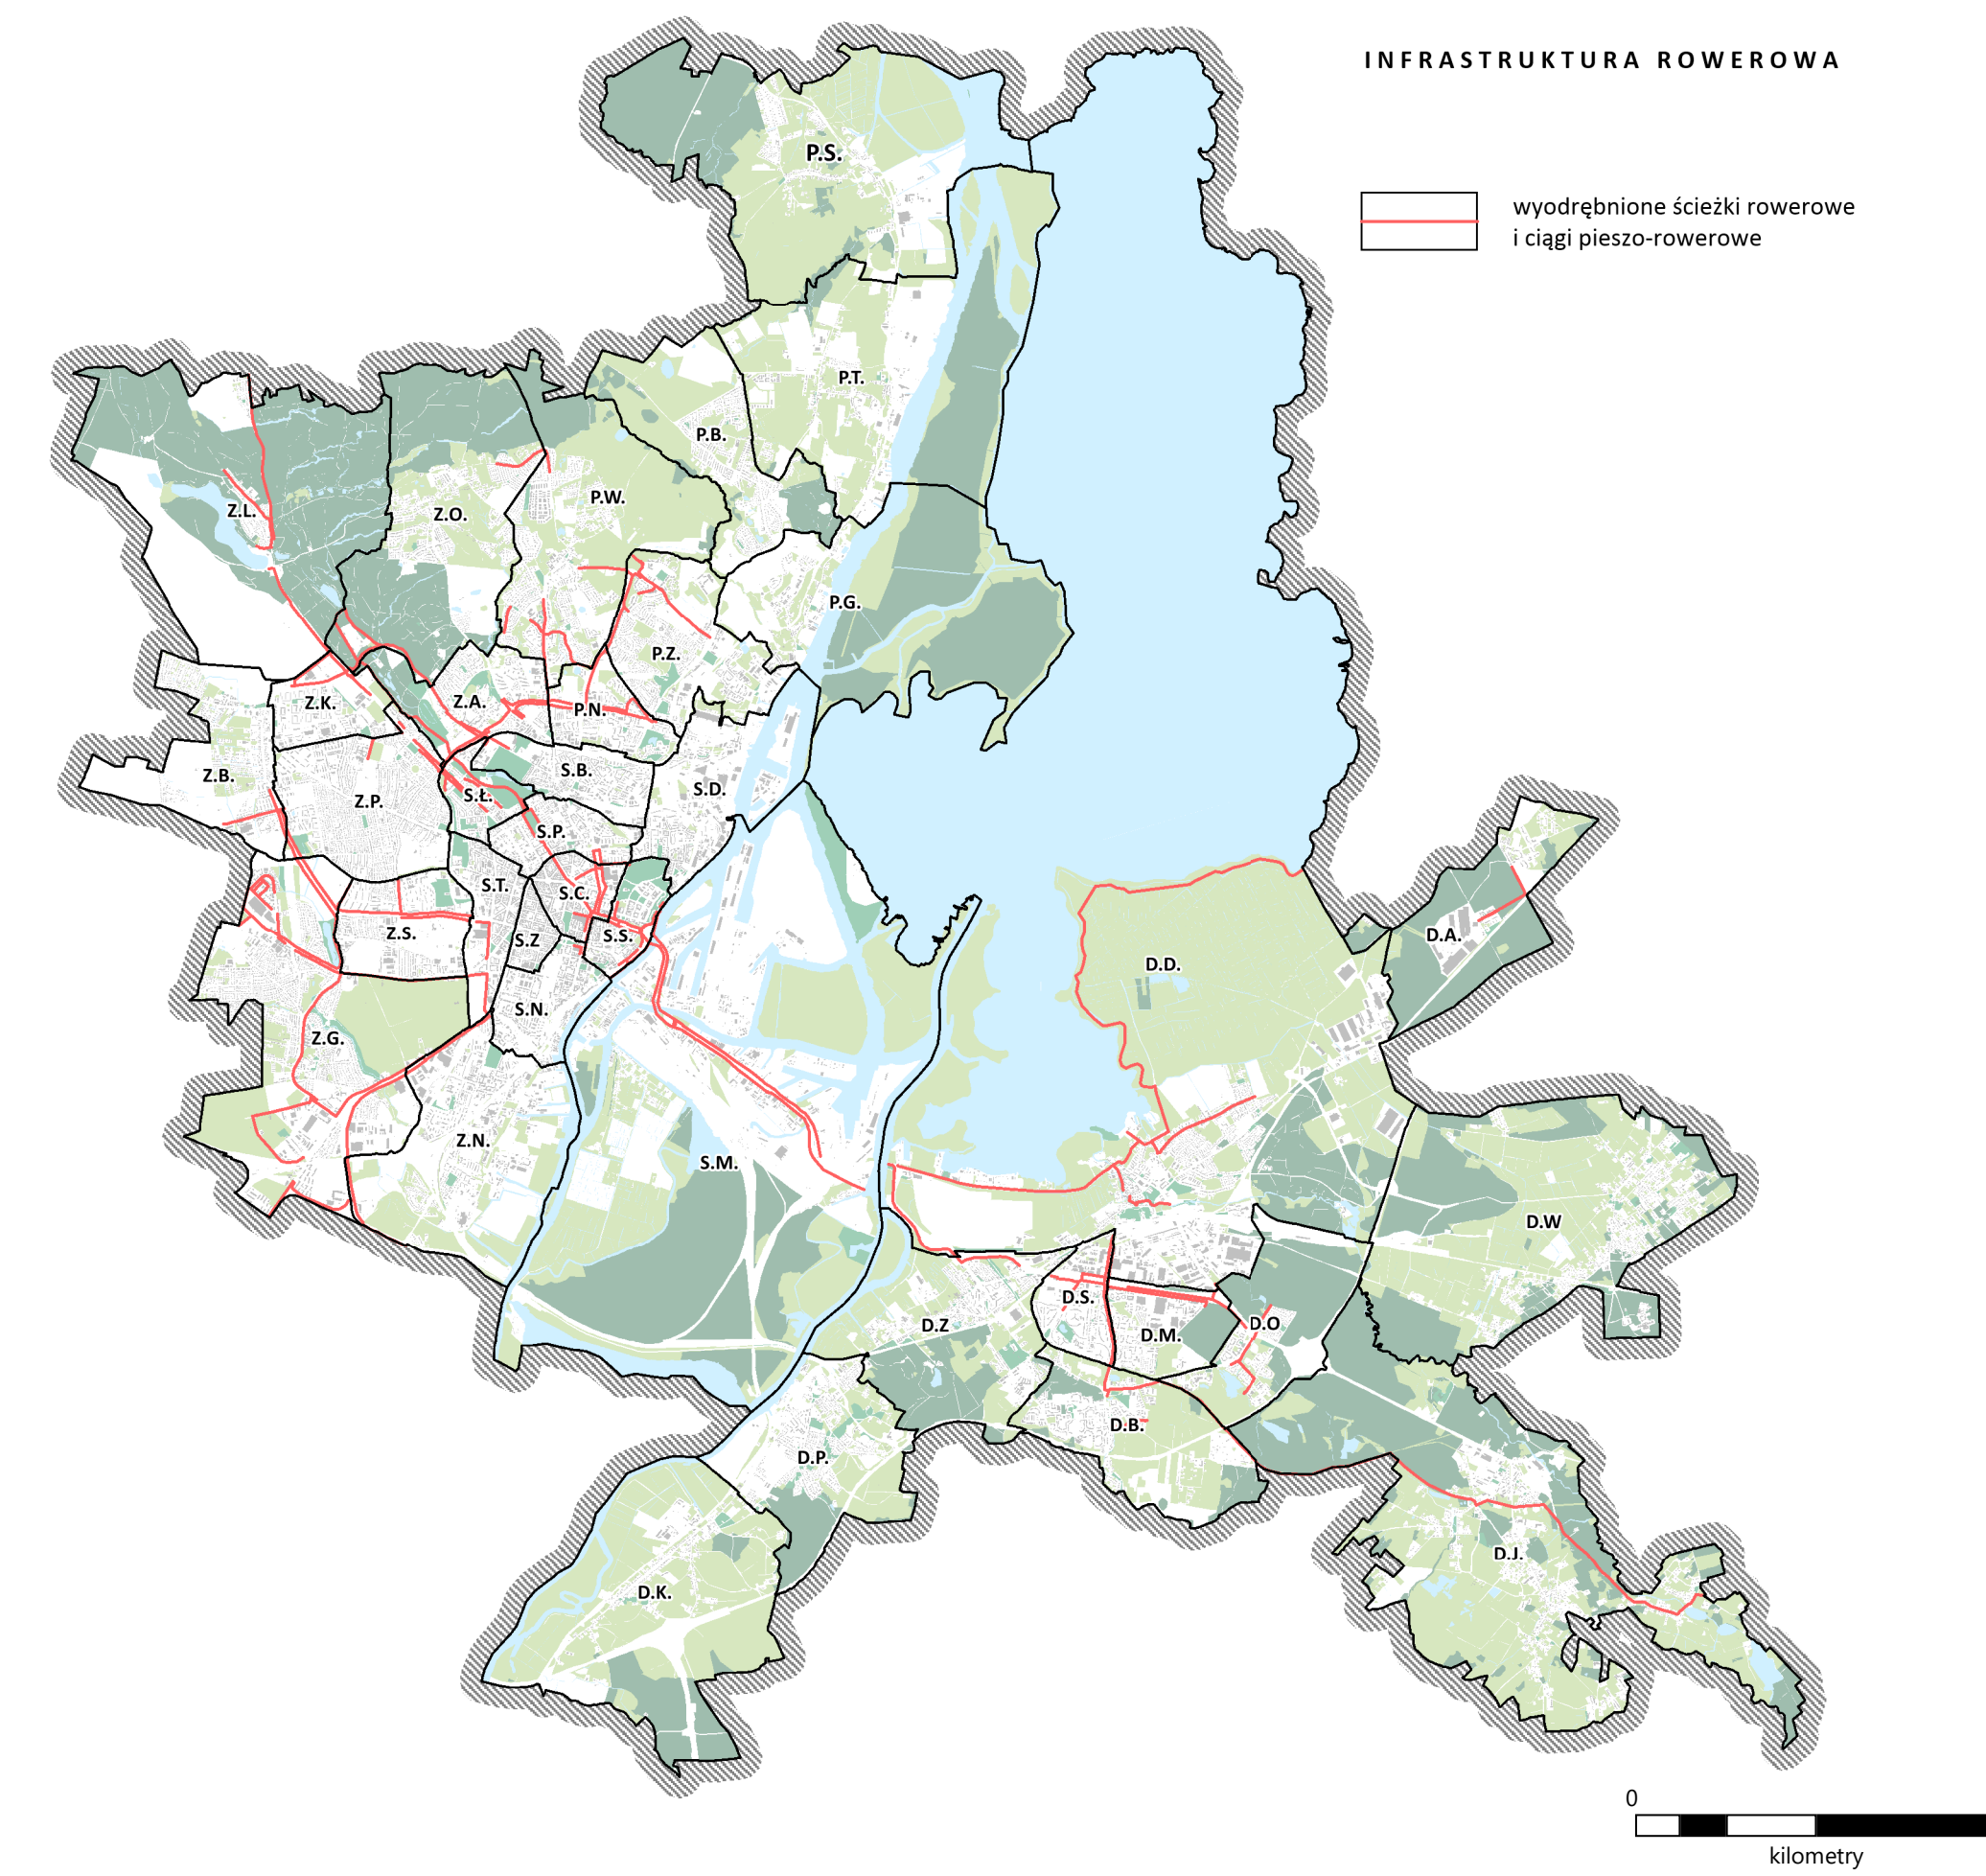 INFRASTRUKTURA ROWEROWA
wyodrębnione ścieżki rowerowe
i ciągi pieszo-rowerowe
P.S.
P.T.
P.B.
P.W.
Z.L.
Z.O.
P.G.
P.Z.
Z.K.
Z.A.
P.N.
Z.B.
S.B.
S.D.
Z.P.
S.Ł.
S.P.
S.T.
S.C.
Z.S.
S.Z
S.S.
D.A.
D.D.
S.N.
Z.G.
Z.N.
S.M.
D.W
D.S.
D.Z
D.M.
D.O
D.B.
D.P.
D.J.
D.K.
0
kilometry